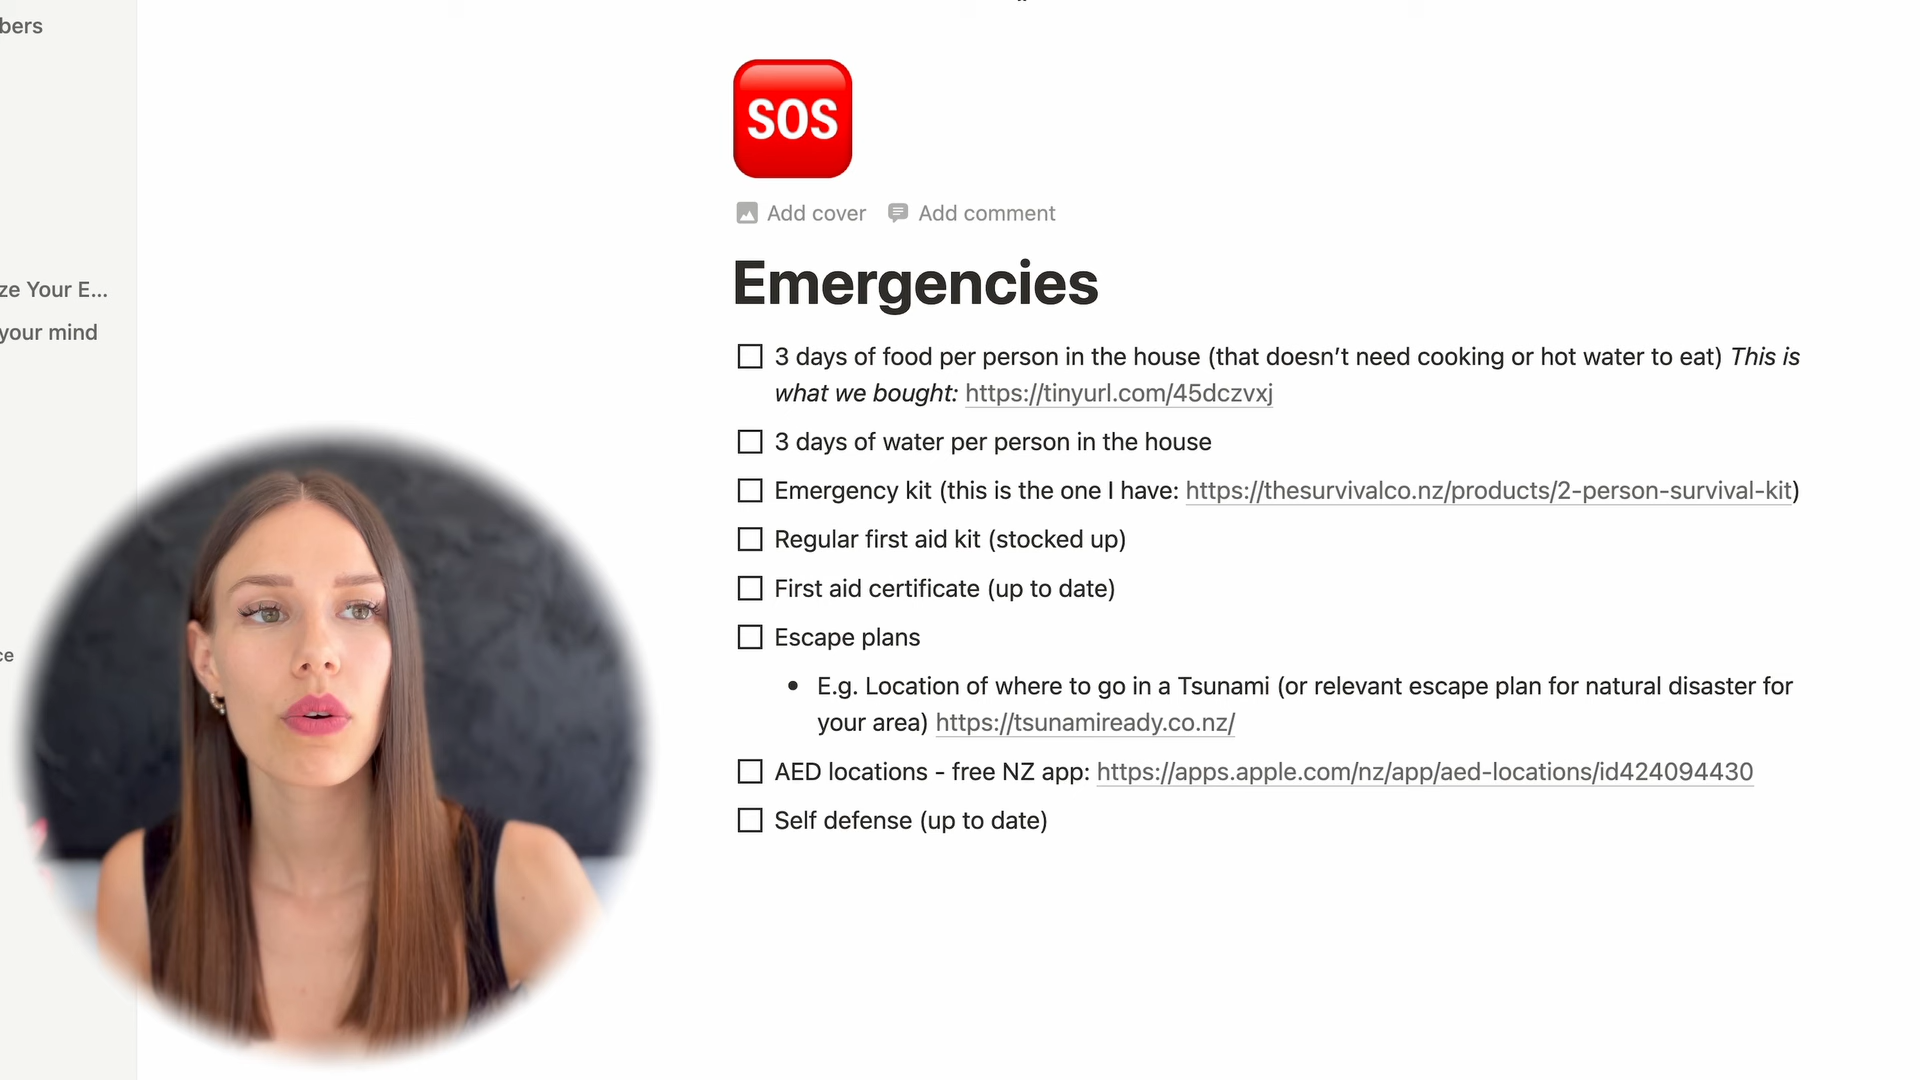 bers
SOS
Add cover Add comment
Emergencies
ze Your E...
your mind
3 days of food per person in the house (that doesn’t need cooking or hot water to eat) This is
what we bought: https://tinyurl.com/45dczvxj
3 days of water per person in the house
Emergency kit (this is the one I have: https://thesurvivalco.nz/products/2-person-survival-kit)
Regular first aid kit (stocked up)
First aid certificate (up to date)
Escape plans
ce
E.g. Location of where to go in a Tsunami (or relevant escape plan for natural disaster for
your area) https://tsunamiready.co.nz/
AED locations - free NZ app: https://apps.apple.com/nz/app/aed-locations/id424094430
Self defense (up to date)